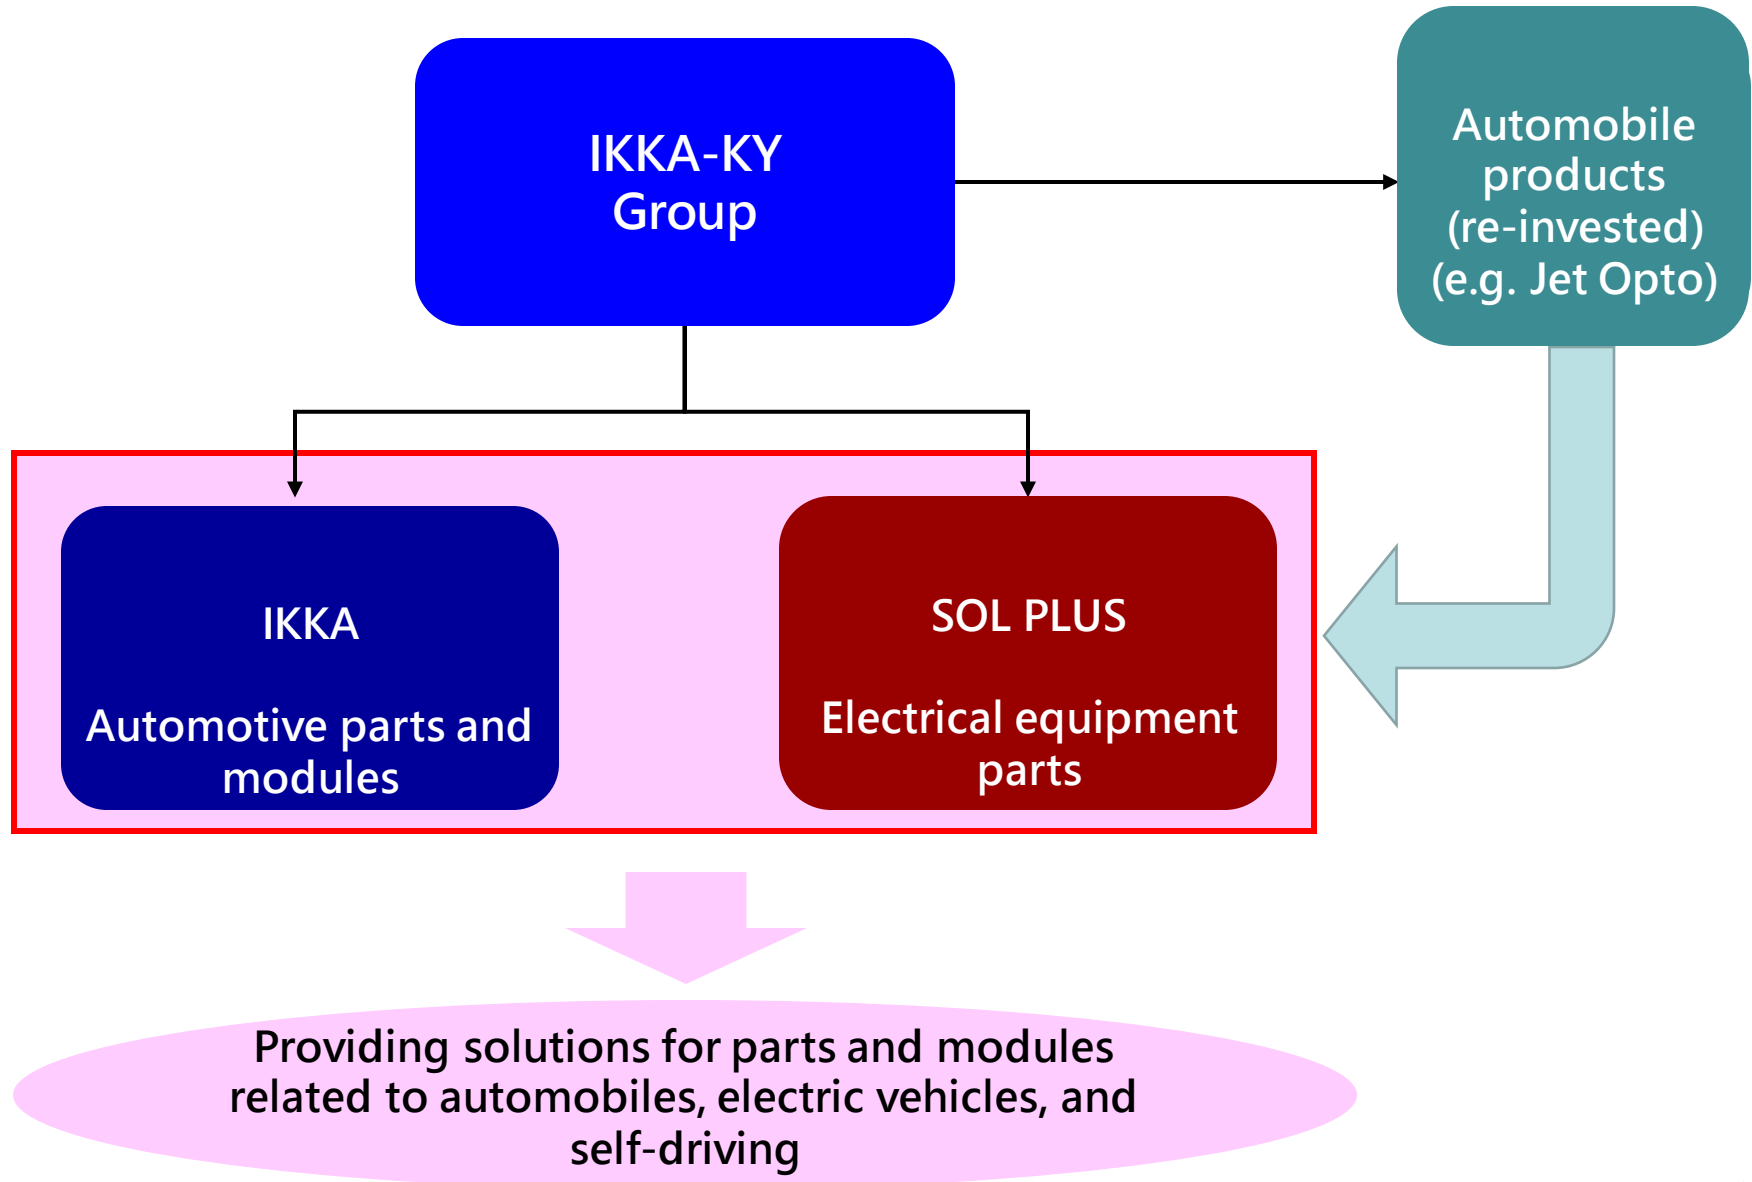 IKKA-KY
Group
Automobile
products
(re-invested)
(e.g. Jet Opto)
IKKA
Automotive parts and
modules
SOL PLUS
Electrical equipment
parts
Providing solutions for parts and modules
related to automobiles, electric vehicles, and
self-driving